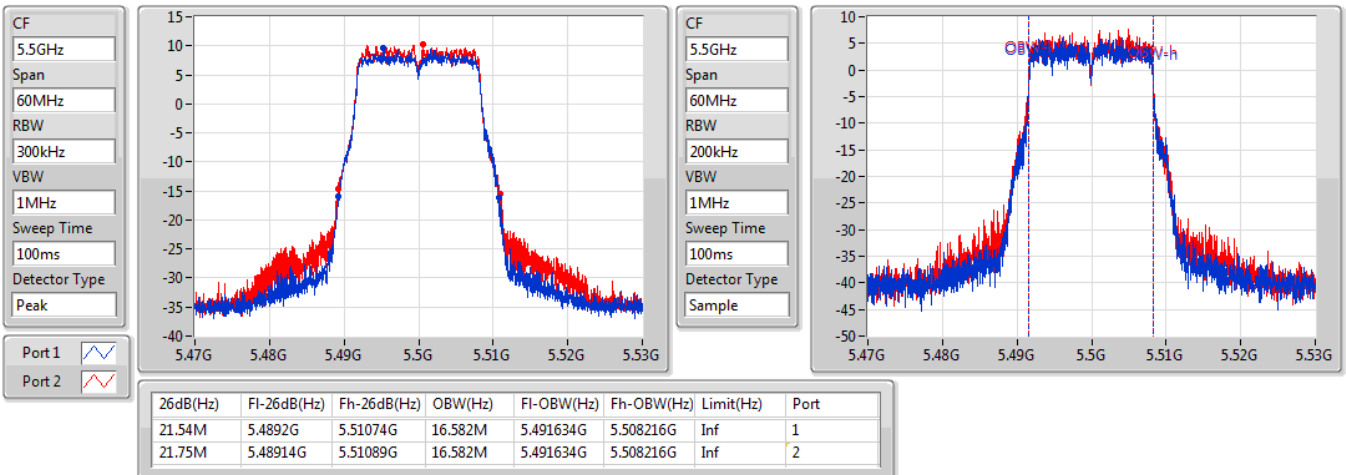 CF
5.5GHz
Span
60MHz
RBW
300kHz
VBW
1MHz
Sweep Time
100ms
Detector Type
Peak
Port 1
Port 2
15
10
5
0
-5
-10
-15
-20
-25
-30
-35
-40
5.47G 5.48G 5.49G 5.5G 5.51G 5.52G 5.53G
CF
5.5GHz
Span
60MHz
RBW
200kHz
VBW
1MHz
Sweep Time
100ms
Detector Type
Sample
10
5
0
-5
-10
-15
-20
-25
-30
-35
-40
-45
-50
5.47G 5.48G 5.49G 5.5G 5.51G 5.52G 5.53G
26dB(Hz) Fl-26dB(Hz) Fh-26dB(Hz) OBW(Hz) Fl-OBW(Hz) Fh-OBW(Hz) Limit(Hz) Port
21.54M 5.4892G 5.51074G 16.582M 5.491634G 5.508216G Inf 1
21.75M 5.48914G 5.51089G 16.582M 5.491634G 5.508216G Inf 2